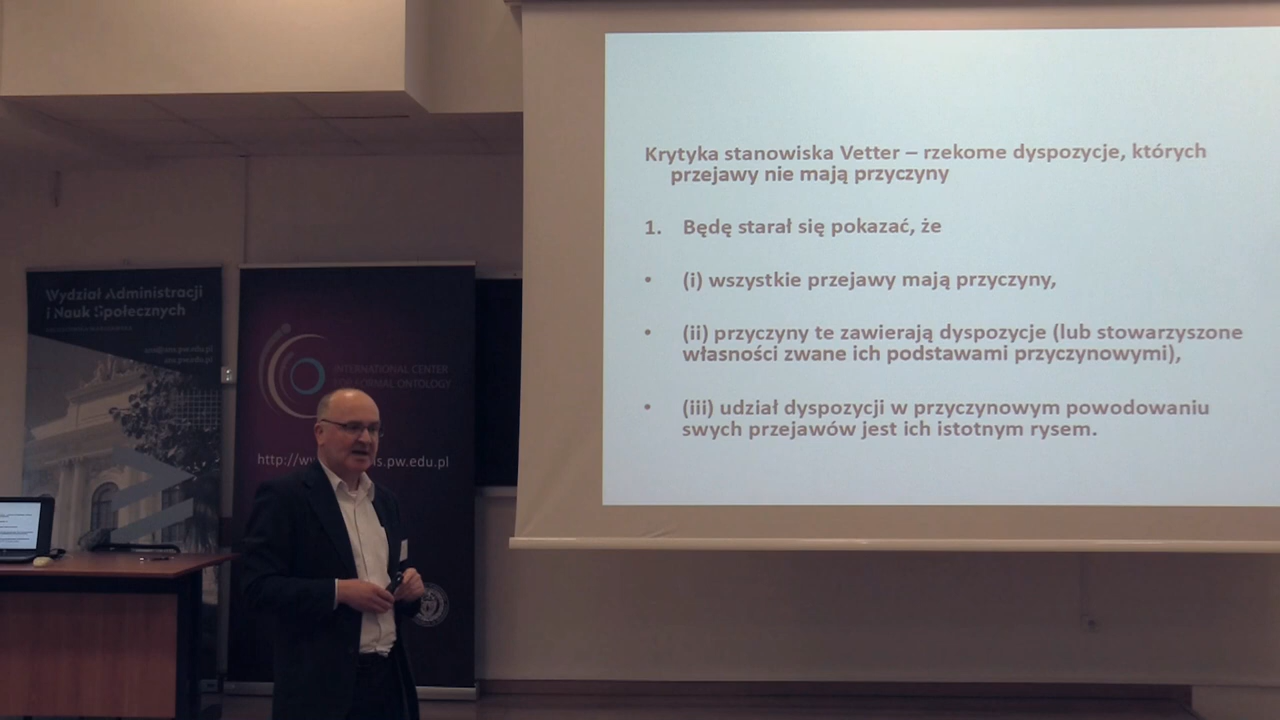 Krytyka stanowiska Vetter – rzekome dyspozycje, których
przejawy nie mają przyczyny
1. Będę starał się pokazać, że
• (i) wszystkie przejawy mają przyczyny,
• (ii) przyczyny te zawierają dyspozycje (lub stowarzyszone
własności zwane ich podstawami przyczynowymi),
• (iii) udział dyspozycji w przyczynowym powodowaniu
swych przejawów jest ich istotnym rysem.
Wydział Administracji
i Nauk Społecznych
INTERNATIONAL CENTER
FOR FORMAL ONTOLOGY
http://w
is.pw.edu.pl